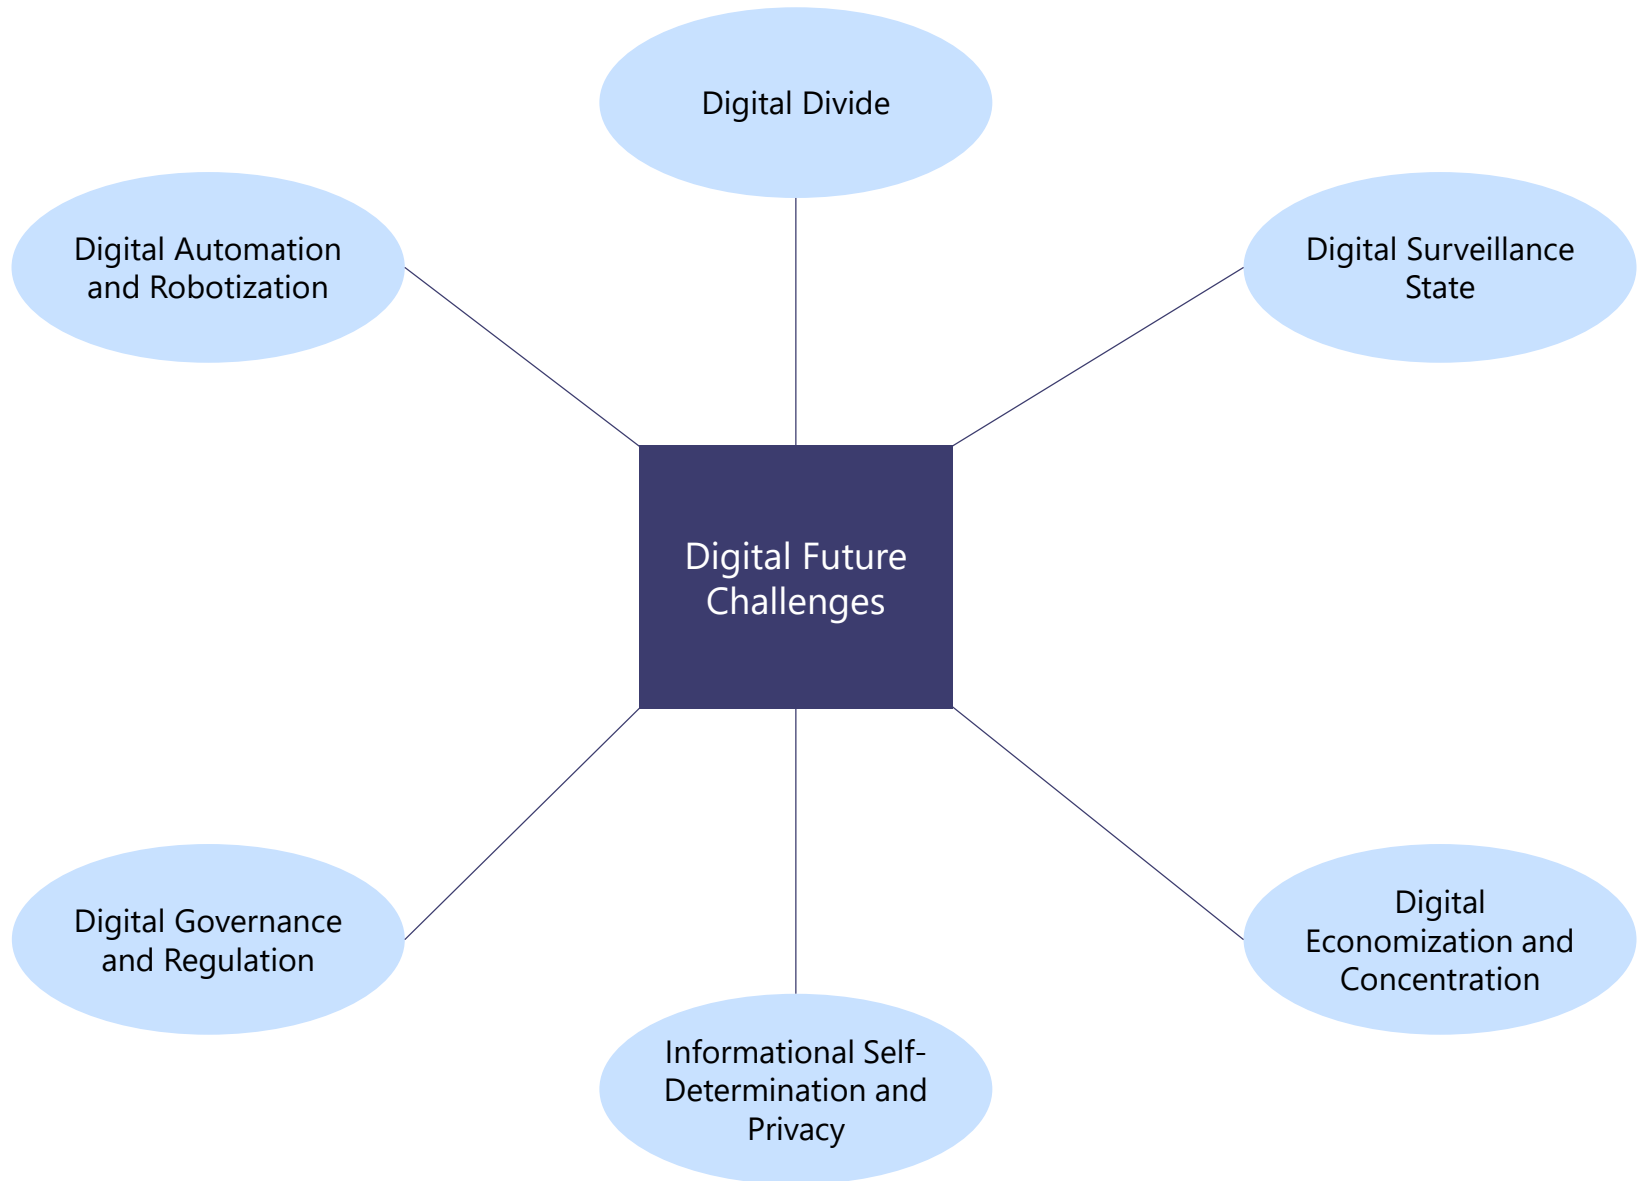 Digital Divide
Digital Automation
and Robotization
Digital Surveillance
State
Digital Future
Challenges
Digital Governance
and Regulation
Digital
Economization and
Concentration
Informational Self-
Determination and
Privacy